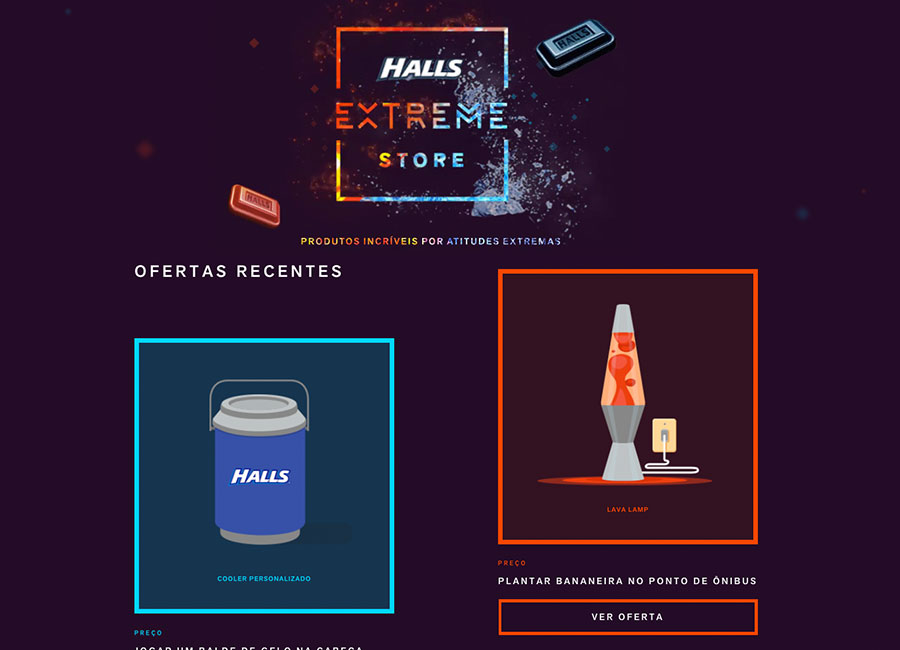 HALLS
HALLS
EXTREME
STORE
HALLS
PRODUTOS INCRÍVEIS POR ATITUDES EXTREMAS
OFERTAS RECENTES
HALLS
COOLER PERSONALIZADO
PREÇO
JOGAR UM BALDE DE GELO NA CABEÇA
LAVA LAMP
PREÇO
PLANTAR BANANEIRA NO PONTO DE ÔNIBUS
VER OFERTA